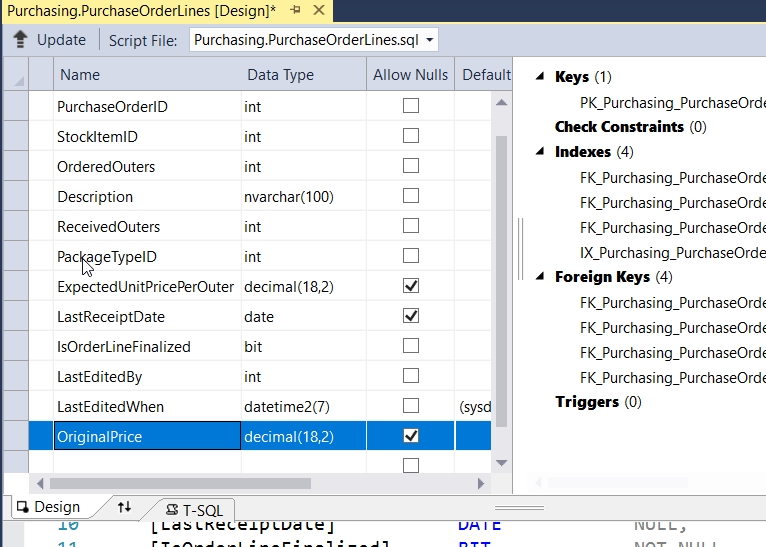 Purchasing.PurchaseOrderLines [Design]*
Update Script File: Purchasing.PurchaseOrderLines.sql
Name Data Type Allow Nulls Default
PurchaseOrderID int
StockItemID int
OrderedOuters int
Description nvarchar(100)
ReceivedOuters int
PackageTypeID int
ExpectedUnitPricePerOuter decimal(18,2)
LastReceiptDate date
IsOrderLineFinalized bit
LastEditedBy int
LastEditedWhen datetime2(7) (sysd
OriginalPrice decimal(18,2)
Keys (1)
PK_Purchasing_PurchaseOrde
Check Constraints (0)
Indexes (4)
FK_Purchasing_PurchaseOrde
FK_Purchasing_PurchaseOrde
FK_Purchasing_PurchaseOrde
IX_Purchasing_PurchaseOrde
Foreign Keys (4)
FK_Purchasing_PurchaseOrde
FK_Purchasing_PurchaseOrde
FK_Purchasing_PurchaseOrde
FK_Purchasing_PurchaseOrde
Triggers (0)
Design T-SQL
10 [LastReceiptDate] DATE NULL,
11 [IsOrderLineFinalized] BIT NOT NULL